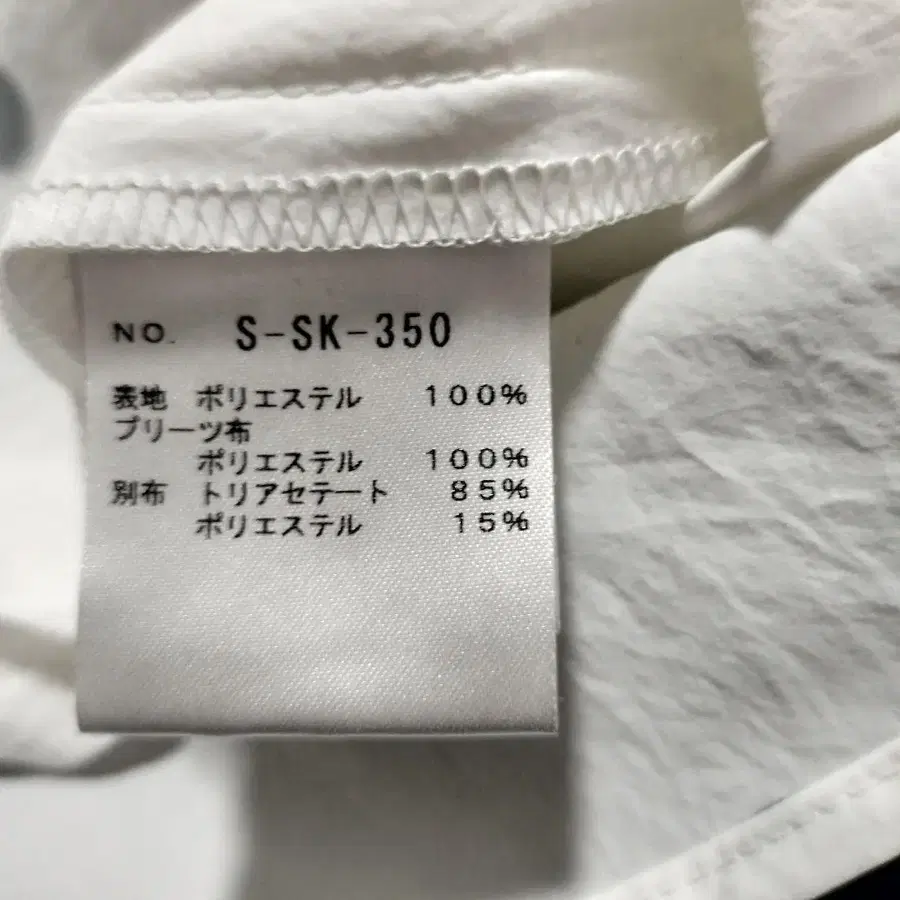 NO. S-SK-350
表地 ポリエステル 100%
プリーツ布
ポリエステル 100%
別布 トリアセテート 85%
ポリエステル 15%